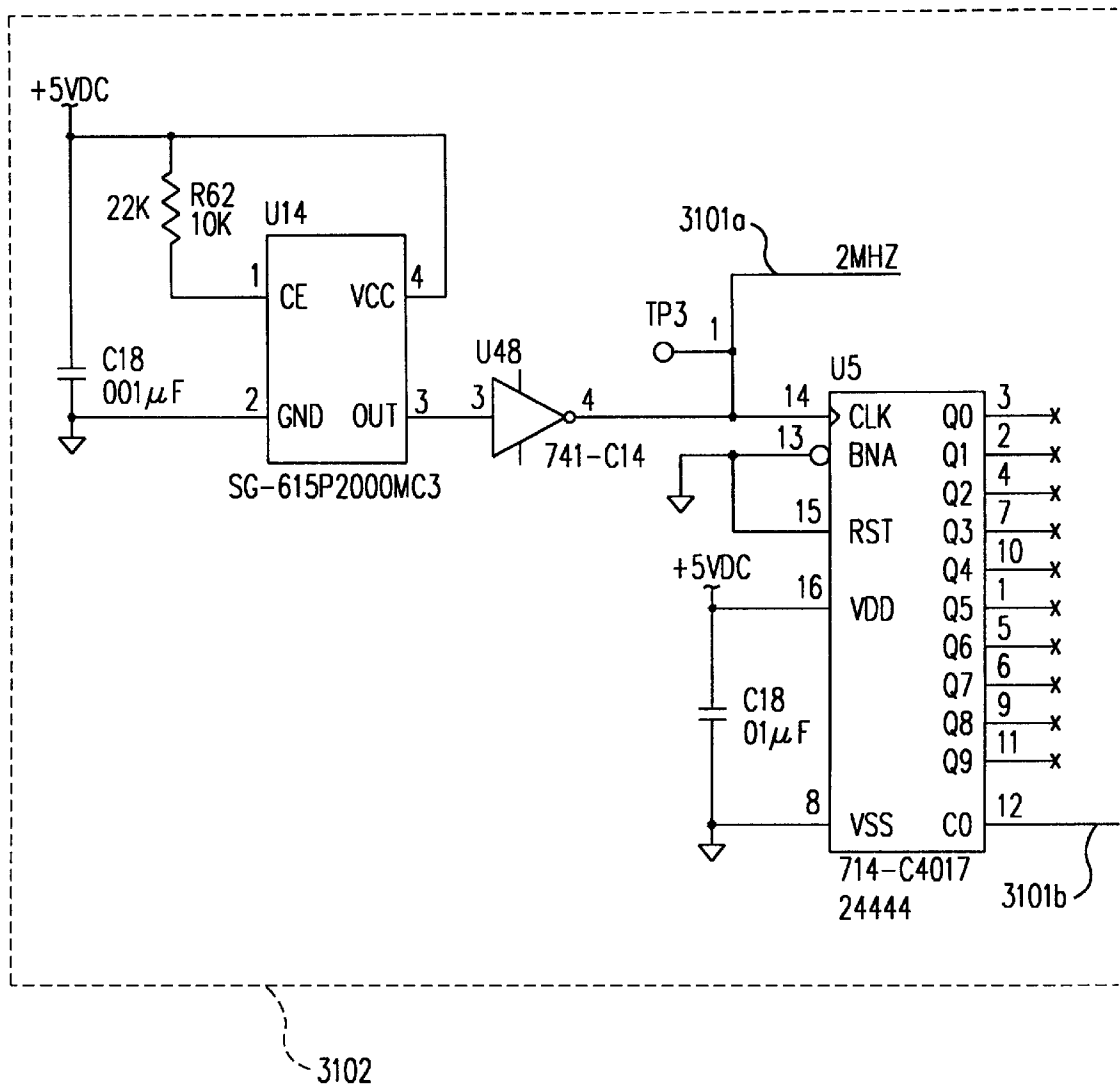 +5VDC
22K
R62
10K
U14
1
CE
VCC
4
C18
001µF
2
GND
OUT
3
SG-615P2000MC3
U48
3
4
741-C14
3101a
2MHZ
TP3
1
U5
14
CLK
13
BNA
15
RST
+5VDC
16
VDD
C18
01µF
8
VSS
Q0
3
x
Q1
2
x
Q2
4
x
Q3
7
x
Q4
10
x
Q5
1
x
Q6
5
x
Q7
6
x
Q8
9
x
Q9
11
x
CO
12
714-C4017
24444
3101b
3102